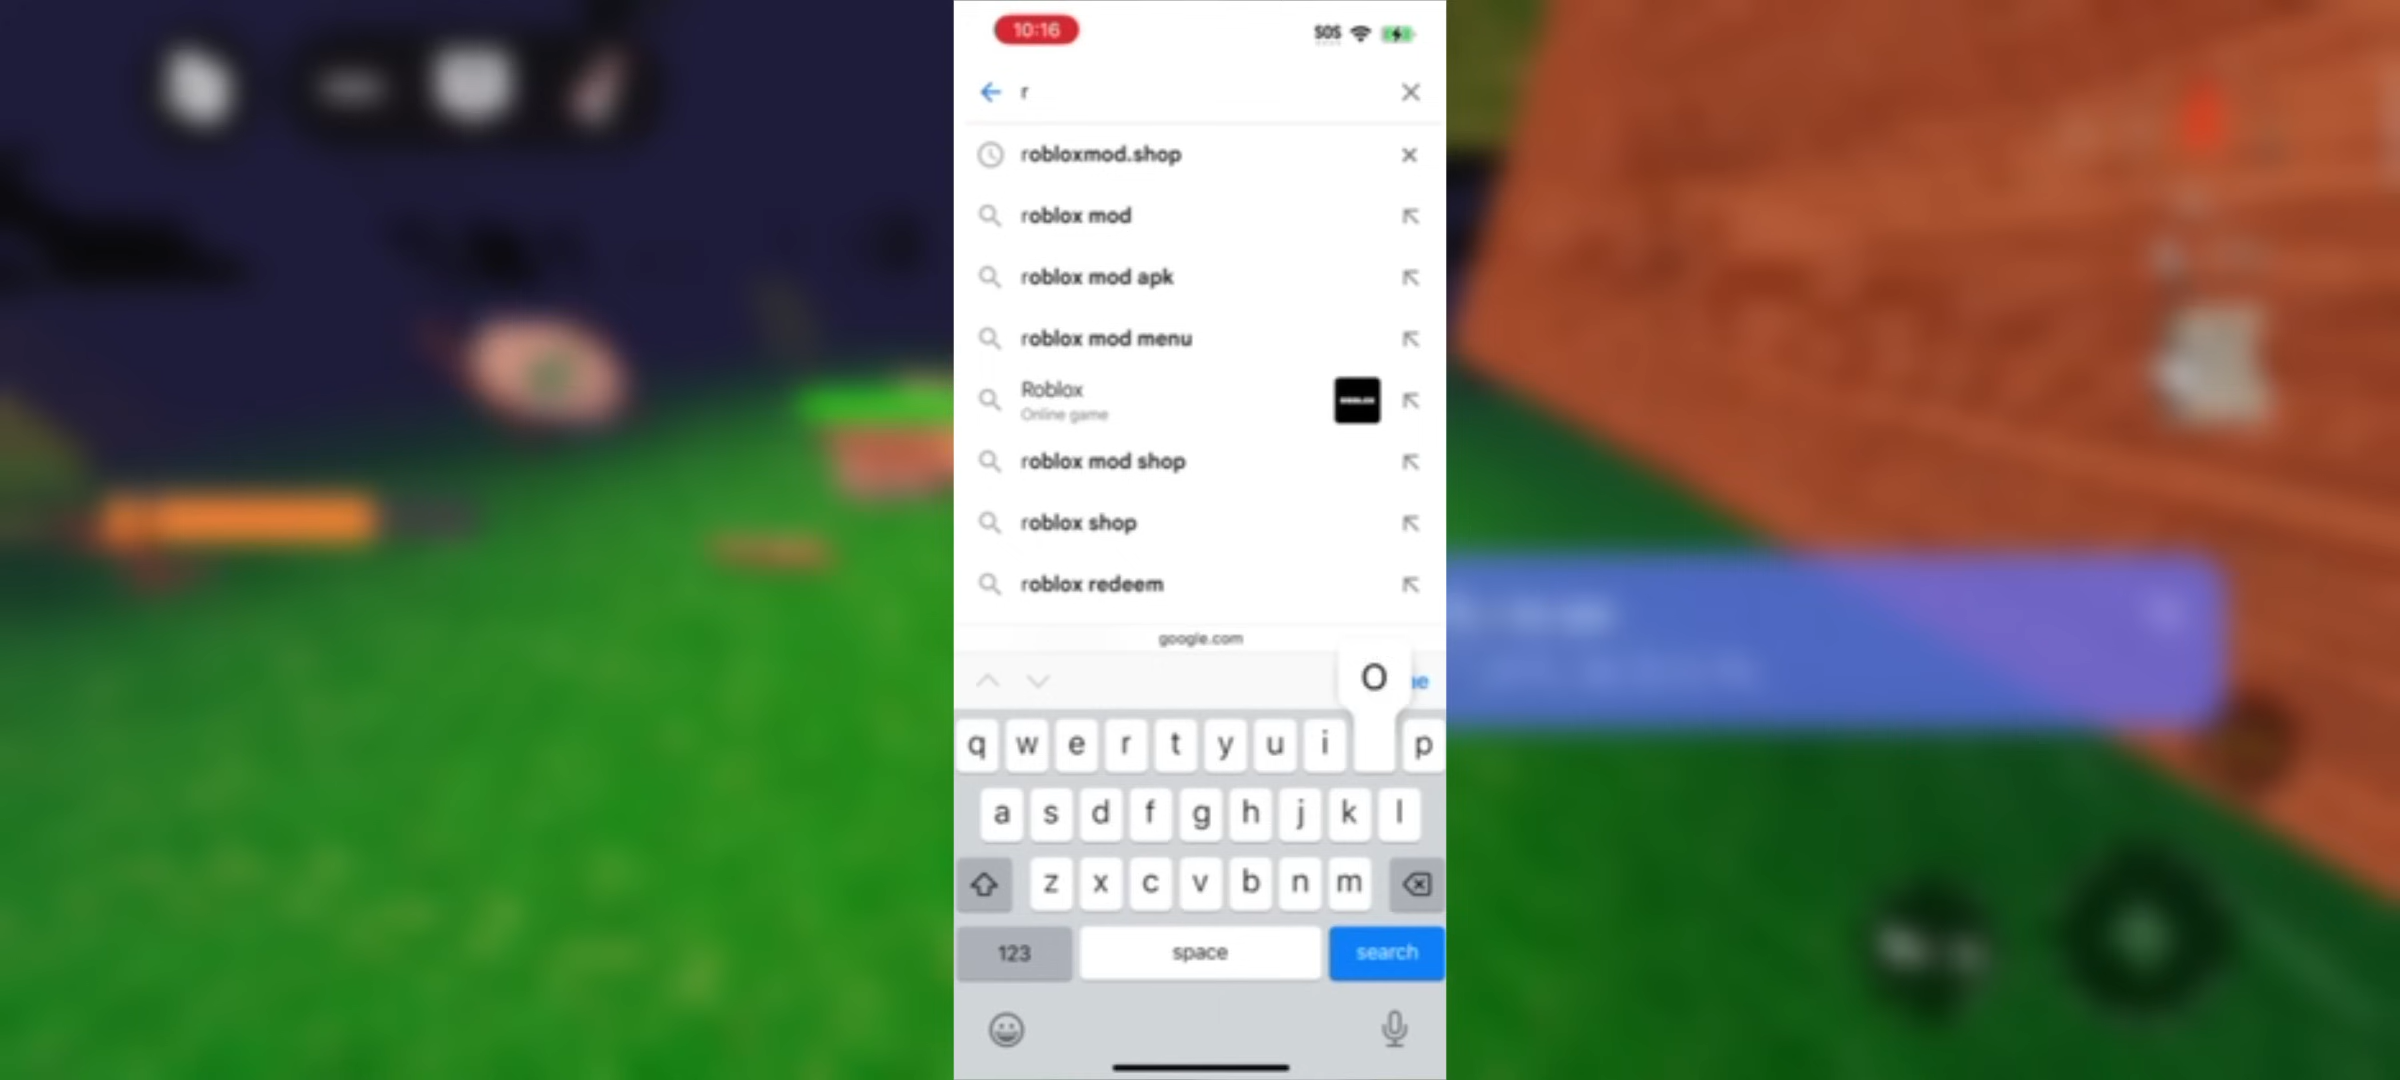 10:16 SOS
r
robloxmod.shop
roblox mod
roblox mod apk
roblox mod menu
Roblox
Online game
roblox mod shop
roblox shop
roblox redeem
google.com
O
q w e r t y u i p
a s d f g h j k l
z x c v b n m
123 space search